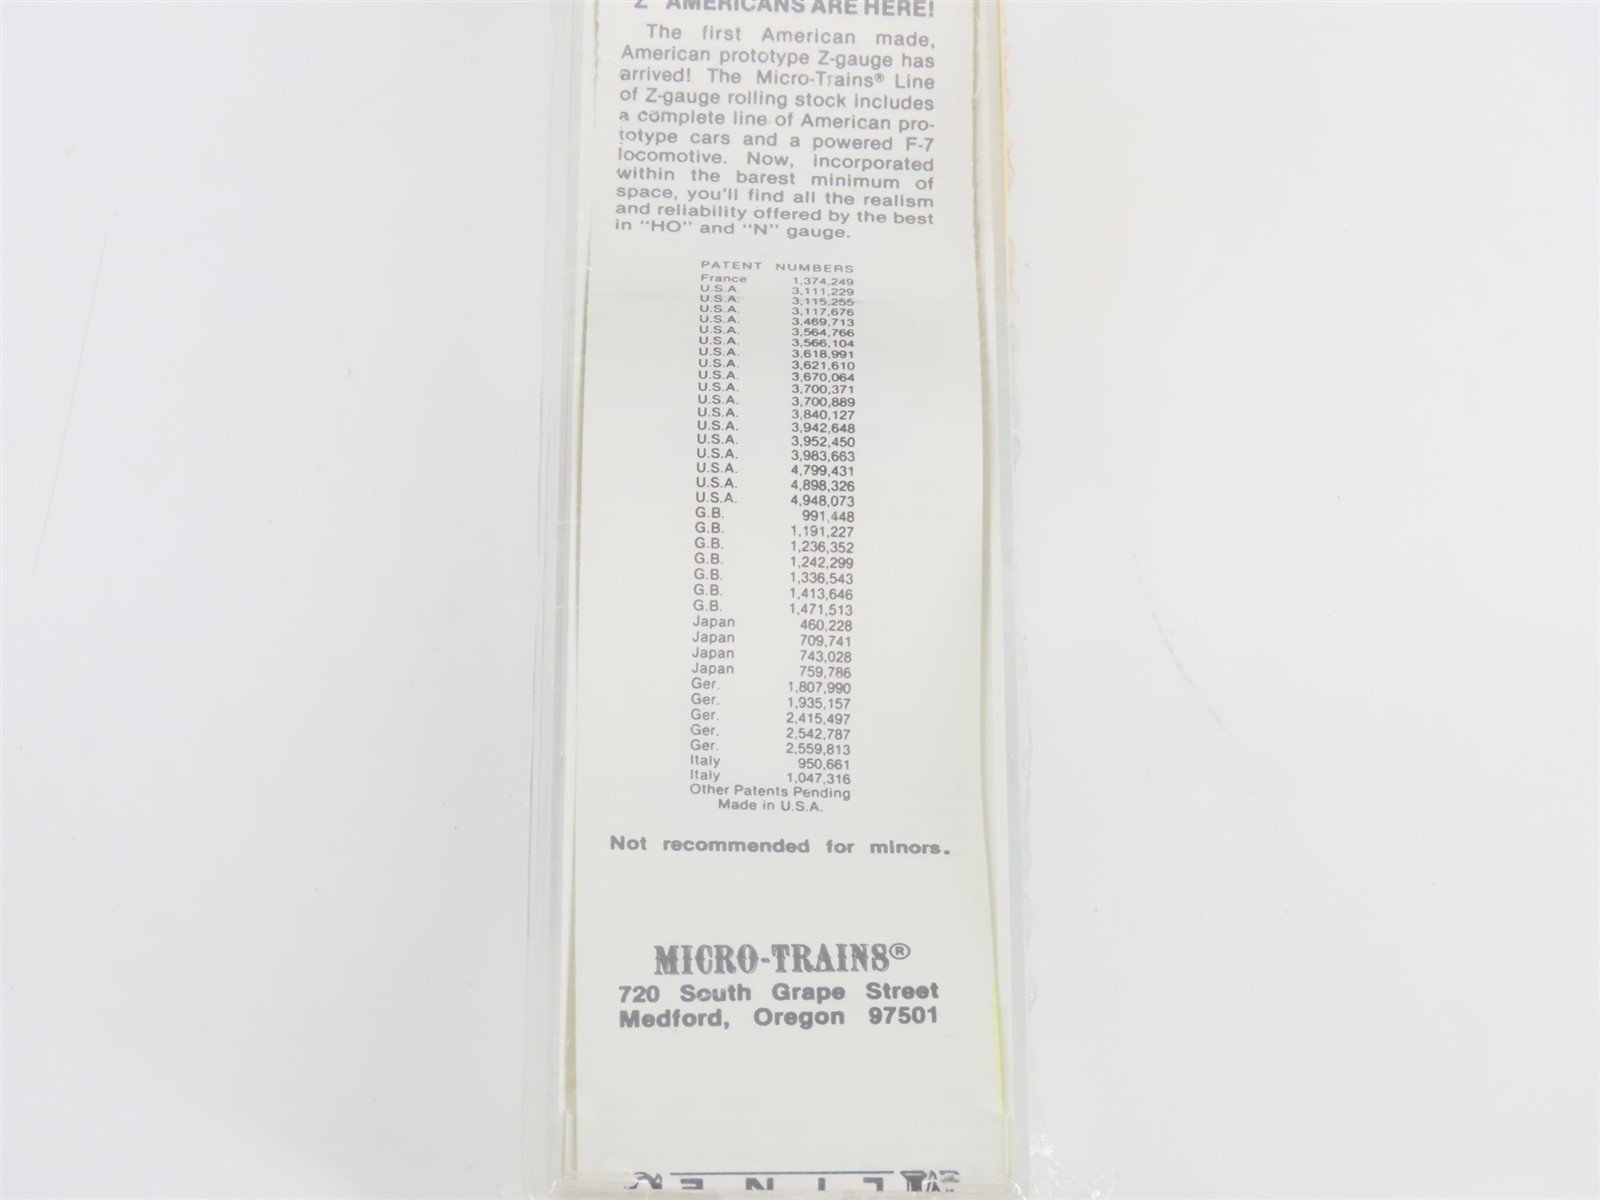 Z" AMERICANS ARE HERE!
The first American made,
American prototype Z-gauge has
arrived! The Micro-Trains® Line
of Z-gauge rolling stock includes
a complete line of American pro-
totype cars and a powered F-7
locomotive. Now, incorporated
within the barest minimum of
space, you'll find all the realism
and reliability offered by the best
in "HO" and "N" gauge.
PATENT NUMBERS
France 1,374,249
U.S.A. 3,111,229
U.S.A. 3,115,255
U.S.A. 3,117,676
U.S.A. 3,469,713
U.S.A. 3,564,766
U.S.A. 3,566,104
U.S.A. 3,618,991
U.S.A. 3,621,610
U.S.A. 3,670,064
U.S.A. 3,700,371
U.S.A. 3,700,889
U.S.A. 3,840,127
U.S.A. 3,942,648
U.S.A. 3,952,450
U.S.A. 3,983,663
U.S.A. 4,799,431
U.S.A. 4,898,326
U.S.A. 4,948,073
G.B. 991,448
G.B. 1,191,227
G.B. 1,236,352
G.B. 1,242,299
G.B. 1,336,543
G.B. 1,413,646
G.B. 1,471,513
Japan 460,228
Japan 709,741
Japan 743,028
Japan 759,786
Ger. 1,807,990
Ger. 1,935,157
Ger. 2,415,497
Ger. 2,542,787
Ger. 2,559,813
Italy 950,661
Italy 1,047,316
Other Patents Pending
Made in U.S.A.
Not recommended for minors.
MICRO-TRAINS®
720 South Grape Street
Medford, Oregon 97501
LINE